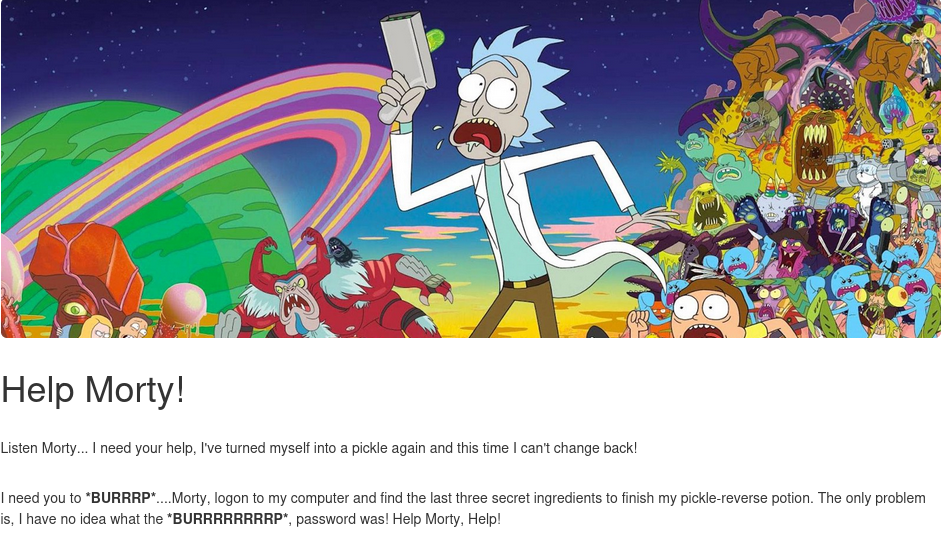 Help Morty!
Listen Morty... I need your help, I've turned myself into a pickle again and this time I can't change back!
I need you to *BURRRP*....Morty, logon to my computer and find the last three secret ingredients to finish my pickle-reverse potion. The only problem
is, I have no idea what the *BURRRRRRRRP*, password was! Help Morty, Help!